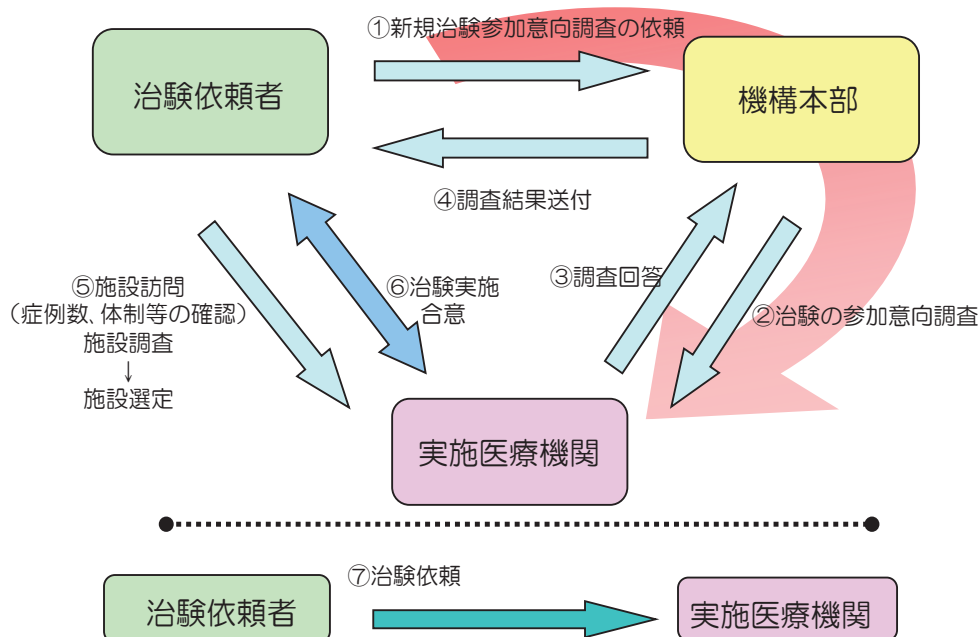 ①新規治験参加意向調査の依頼
治験依頼者
機構本部
④調査結果送付
⑤施設訪問
（症例数、体制等の確認）
施設調査
↓
施設選定
⑥治験実施
合意
③調査回答
②治験の参加意向調査
実施医療機関
⑦治験依頼
治験依頼者
実施医療機関